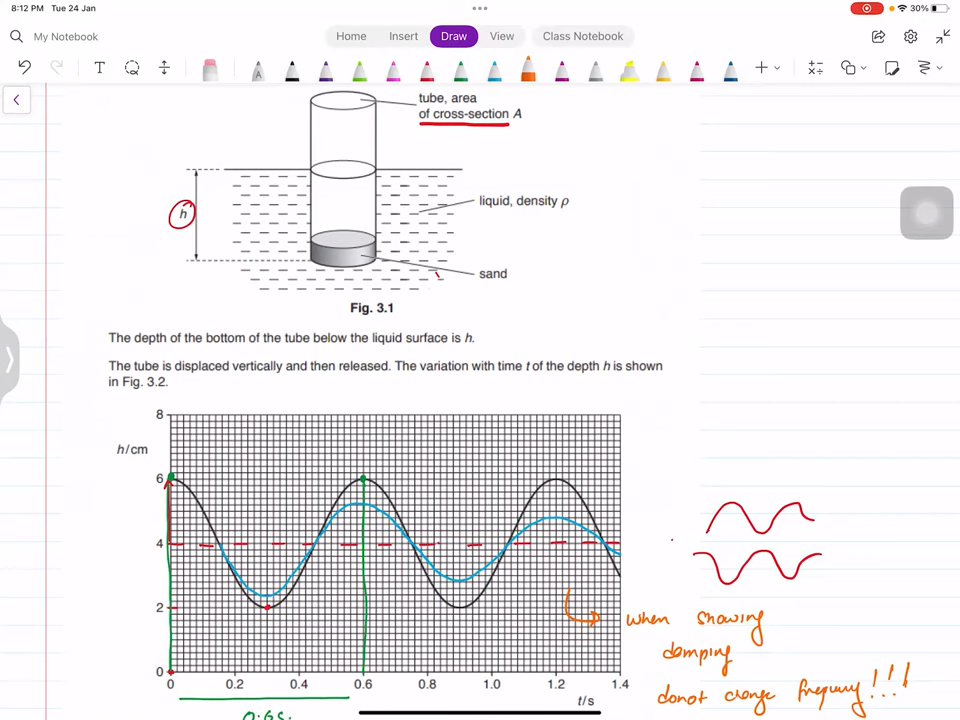 8:12 PM Tue 24 Jan
30%
My Notebook
Home Insert Draw View Class Notebook
T
A
tube, area
of cross-section A
h
liquid, density ρ
sand
Fig. 3.1
The depth of the bottom of the tube below the liquid surface is h.
The tube is displaced vertically and then released. The variation with time t of the depth h is shown
in Fig. 3.2.
8
h/cm
6
4
2
0
0 0.2 0.4 0.6 0.8 1.0 1.2 1.4
t/s
when showing
damping
donot change frequency!!!